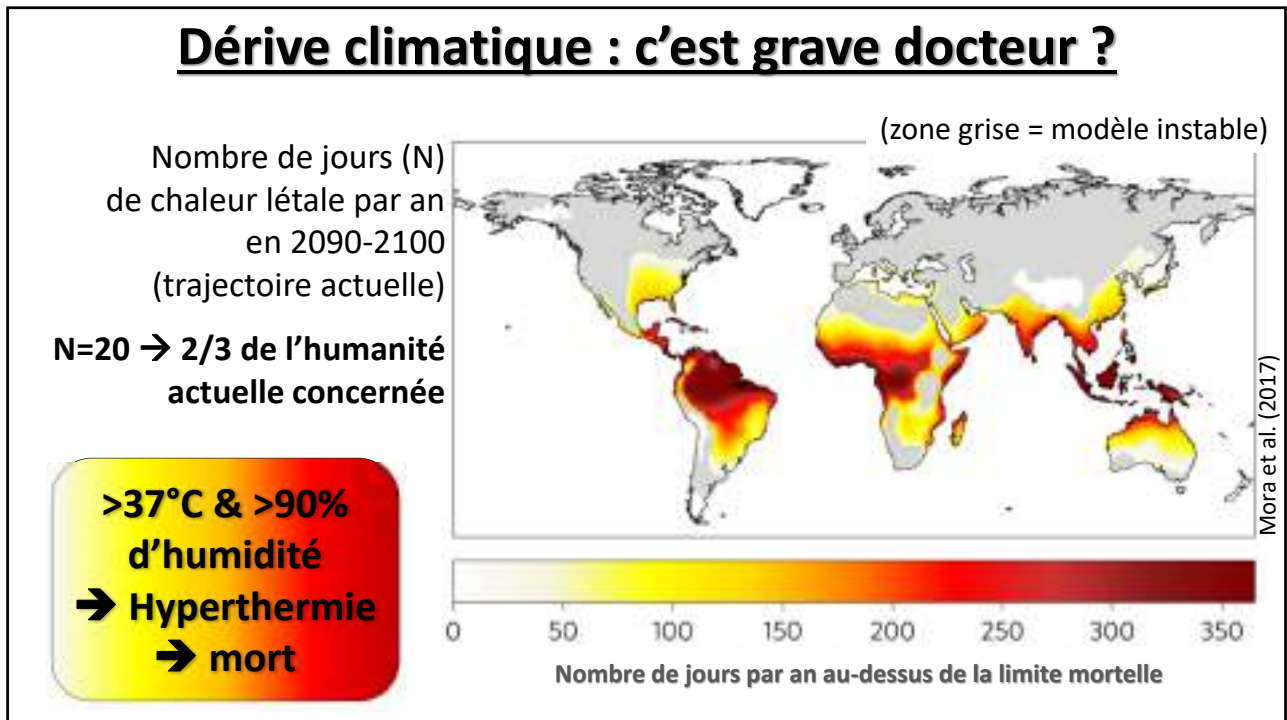 Dérive climatique : c’est grave docteur ?
(zone grise = modèle instable)
Nombre de jours (N)
de chaleur létale par an
en 2090-2100
(trajectoire actuelle)
N=20 → 2/3 de l’humanité
actuelle concernée
>37°C & >90%
d’humidité
➔ Hyperthermie
➔ mort
Mora et al. (2017)
0 50 100 150 200 250 300 350
Nombre de jours par an au-dessus de la limite mortelle